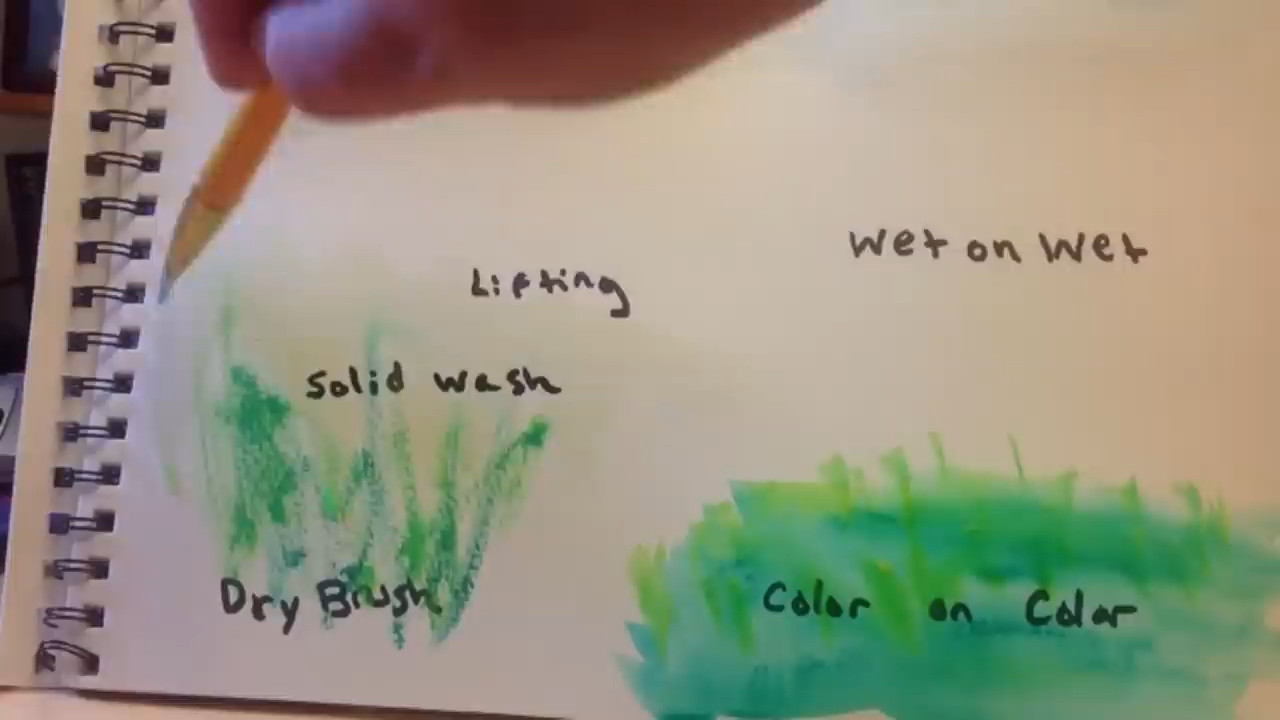 wet on wet
Lifting
Solid wash
Dry Brush
Color on Color